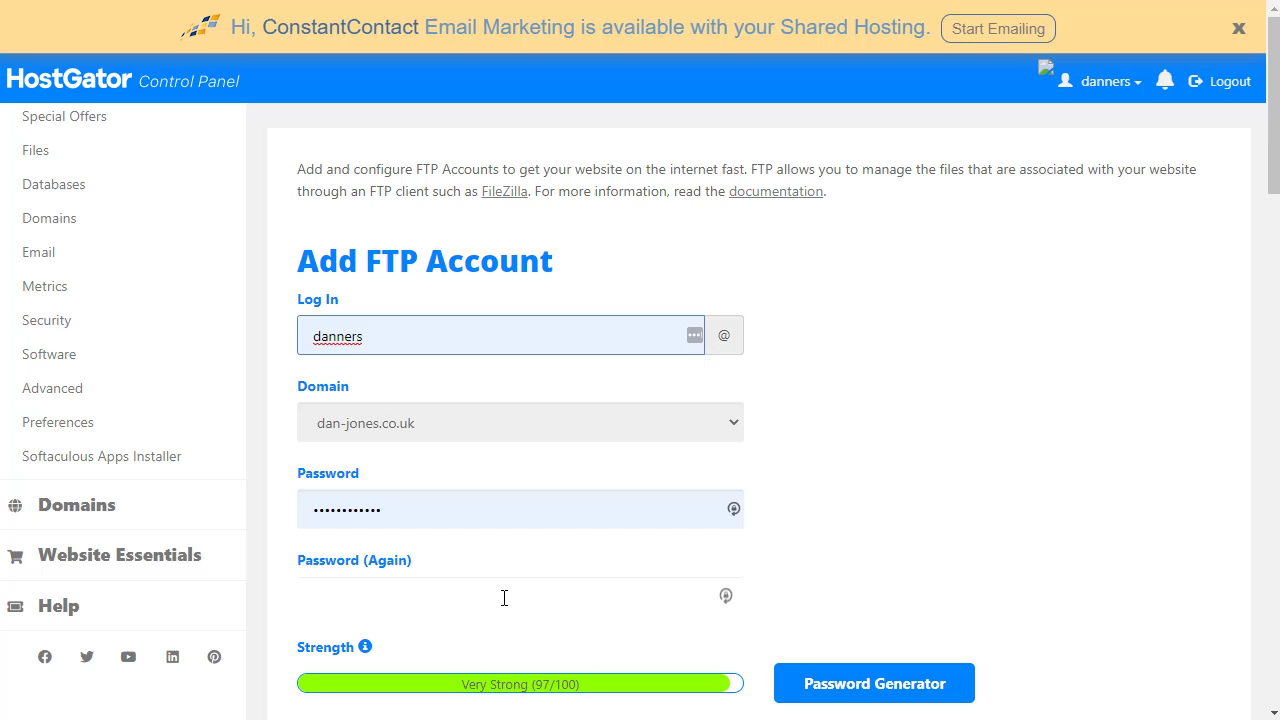 Hi, ConstantContact Email Marketing is available with your Shared Hosting.
Start Emailing
x
HostGator Control Panel
danners
Logout
Special Offers
Files
Databases
Domains
Email
Metrics
Security
Software
Advanced
Preferences
Softaculous Apps Installer
Domains
Website Essentials
Help
Add and configure FTP Accounts to get your website on the internet fast. FTP allows you to manage the files that are associated with your website
through an FTP client such as FileZilla. For more information, read the documentation.
Add FTP Account
Log In
danners
@
Domain
dan-jones.co.uk
Password
••••••••••••
Password (Again)
Strength
Very Strong (97/100)
Password Generator